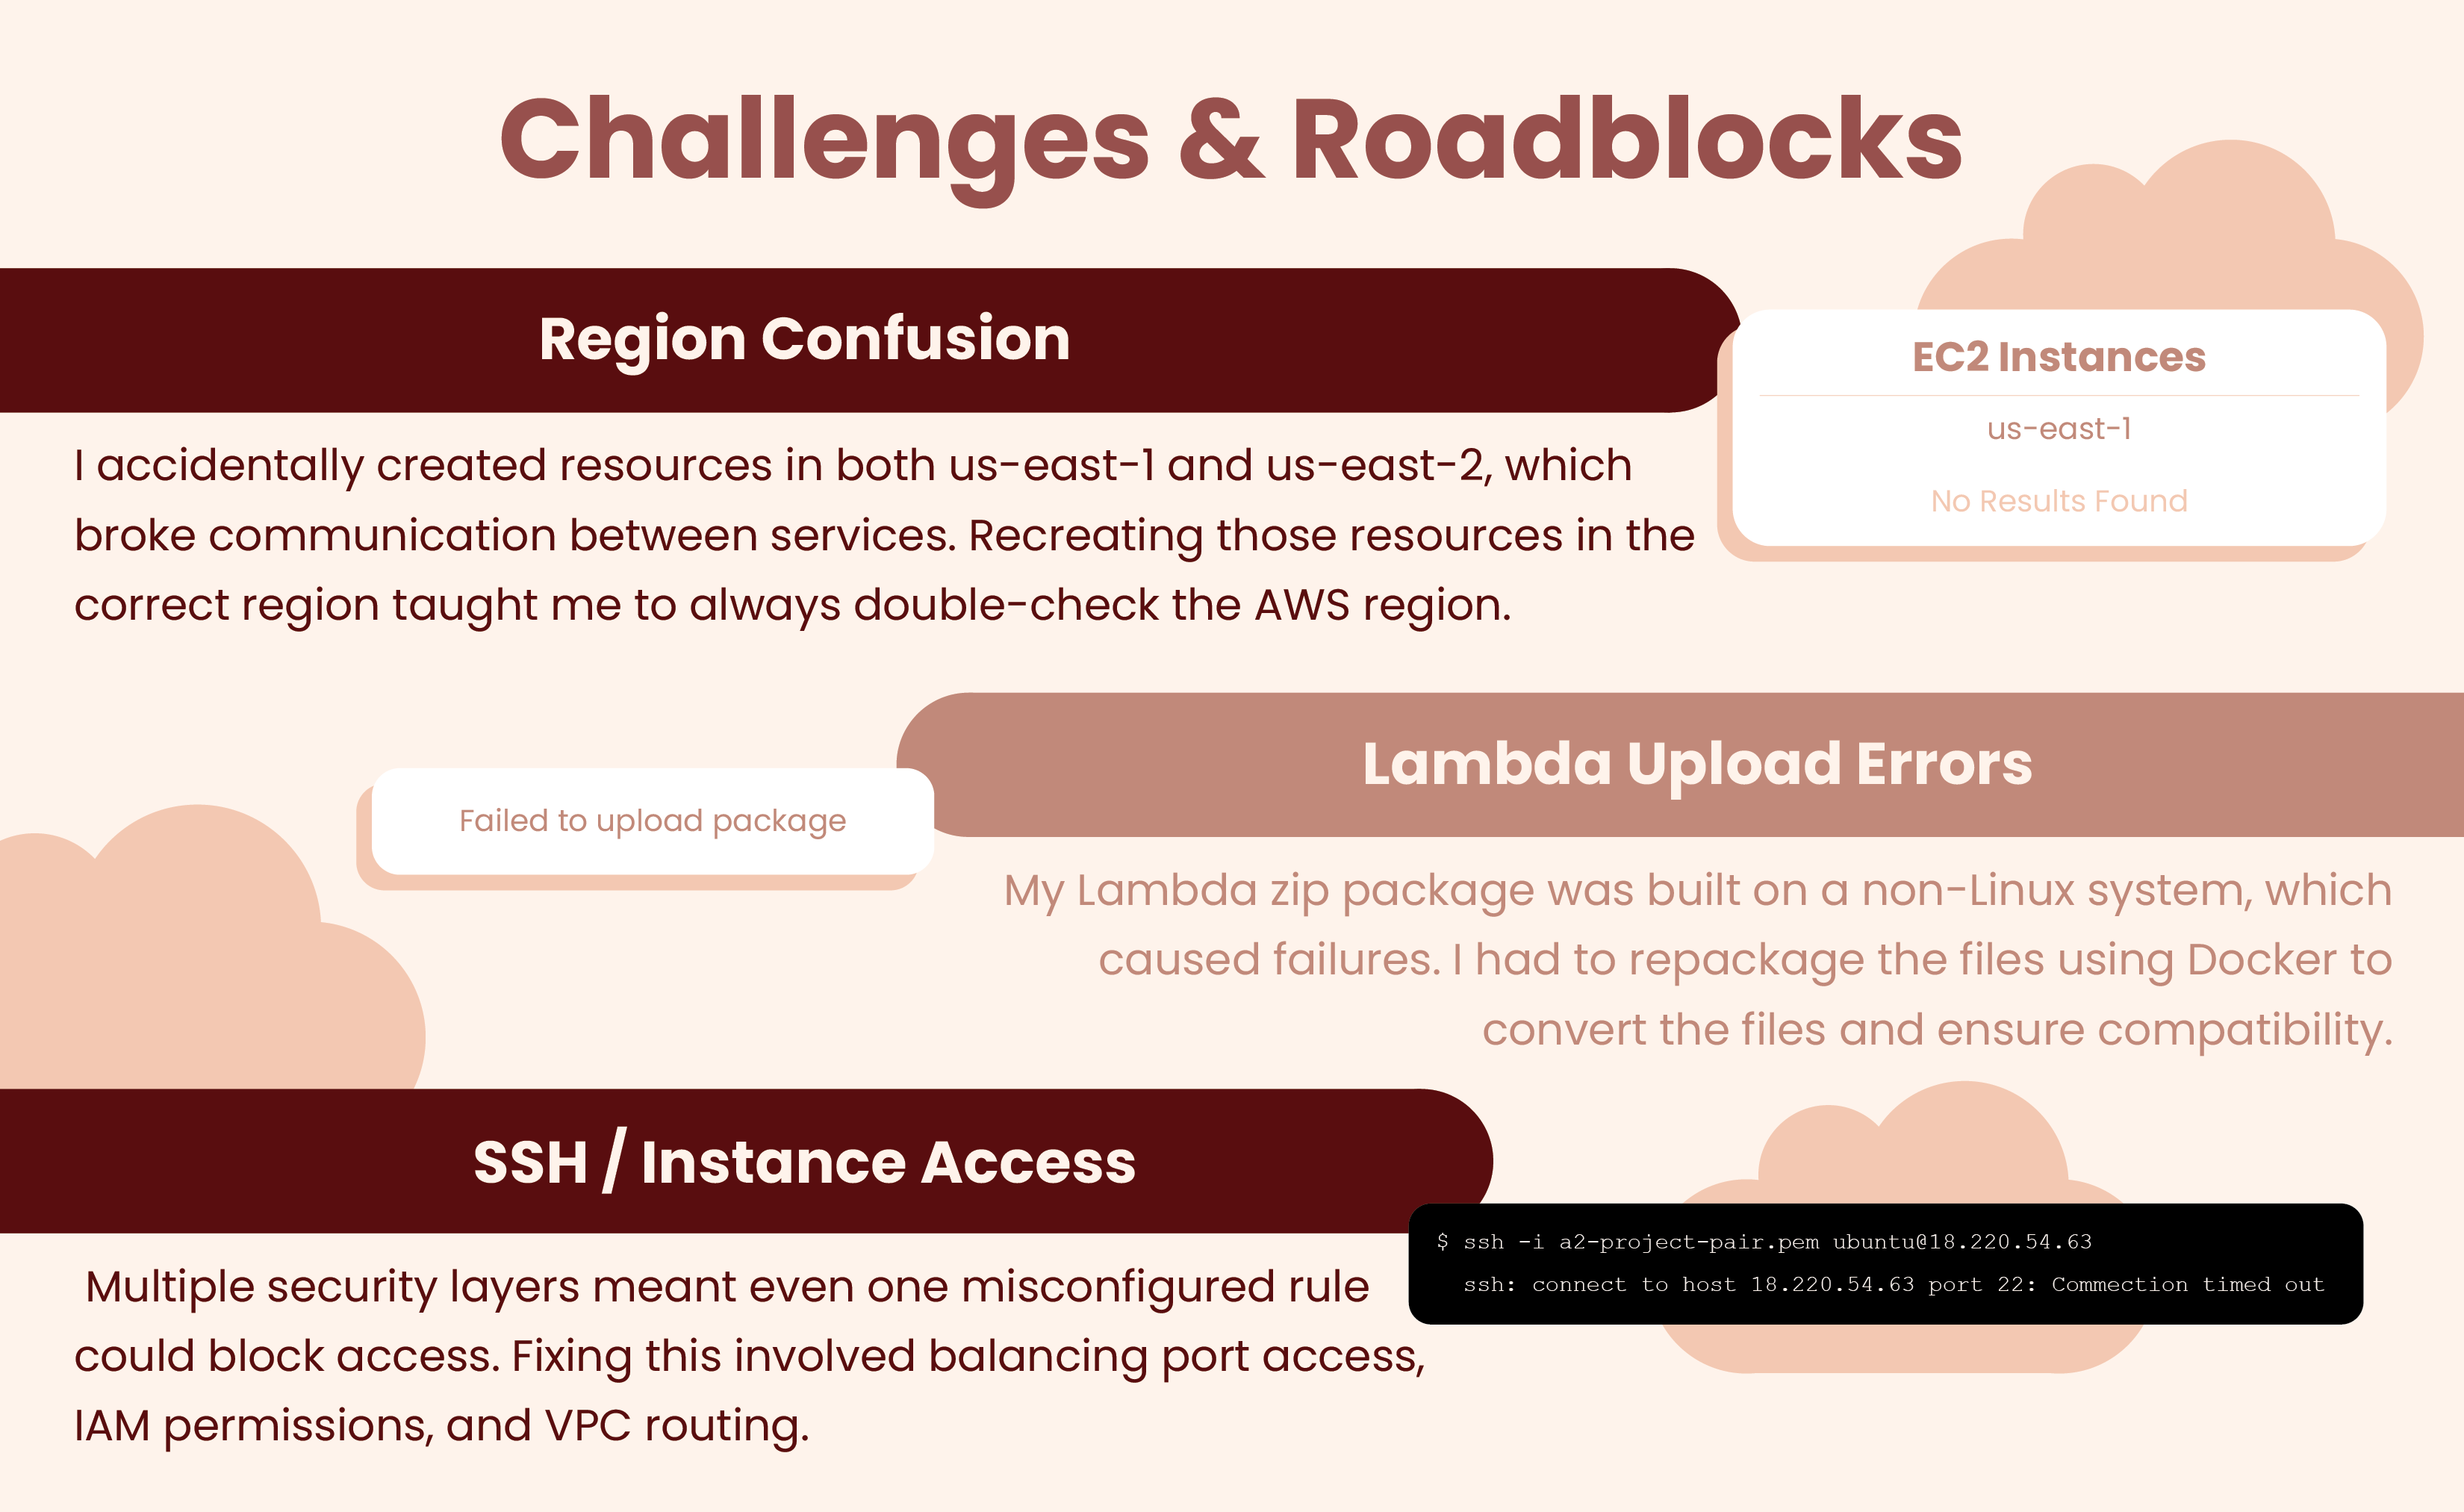 Challenges & Roadblocks
Region Confusion
EC2 Instances
us-east-1
No Results Found
I accidentally created resources in both us-east-1 and us-east-2, which
broke communication between services. Recreating those resources in the
correct region taught me to always double-check the AWS region.
Lambda Upload Errors
Failed to upload package
My Lambda zip package was built on a non-Linux system, which
caused failures. I had to repackage the files using Docker to
convert the files and ensure compatibility.
SSH / Instance Access
$ ssh -i a2-project-pair.pem ubuntu@18.220.54.63
ssh: connect to host 18.220.54.63 port 22: Commection timed out
Multiple security layers meant even one misconfigured rule
could block access. Fixing this involved balancing port access,
IAM permissions, and VPC routing.